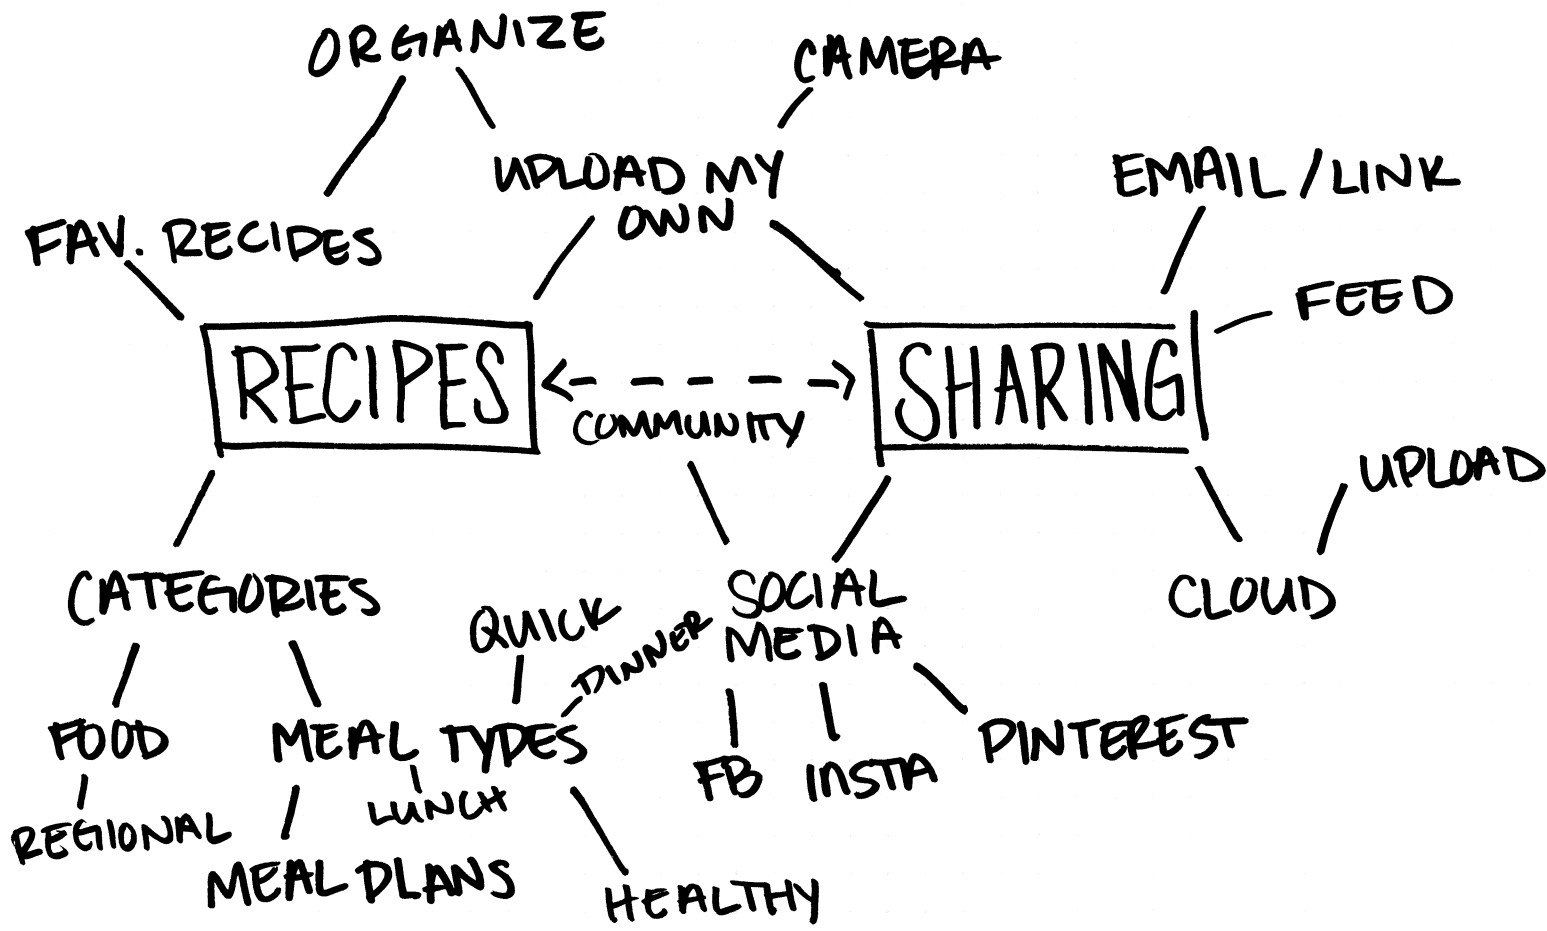 ORGANIZE
CAMERA
UPLOAD MY
OWN
EMAIL/LINK
FAV. RECIPES
FEED
RECIPES
SHARING
COMMUNITY
UPLOAD
CATEGORIES
SOCIAL
MEDIA
CLOUD
QUICK
DINNER
FOOD
MEAL TYPES
PINTEREST
FB
INSTA
REGIONAL
LUNCH
MEAL PLANS
HEALTHY